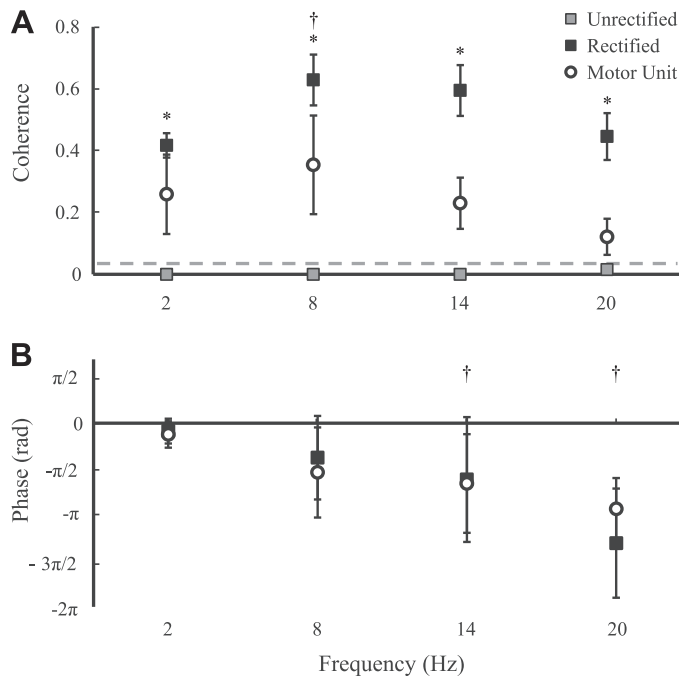 A
0.8
0.6
0.4
0.2
0
Coherence
†
*
*
*
*
Unrectified
Rectified
Motor Unit
2
8
14
20
B
π/2
0
-π/2
-π
- 3π/2
-2π
Phase (rad)
†
†
2
8
14
20
Frequency (Hz)